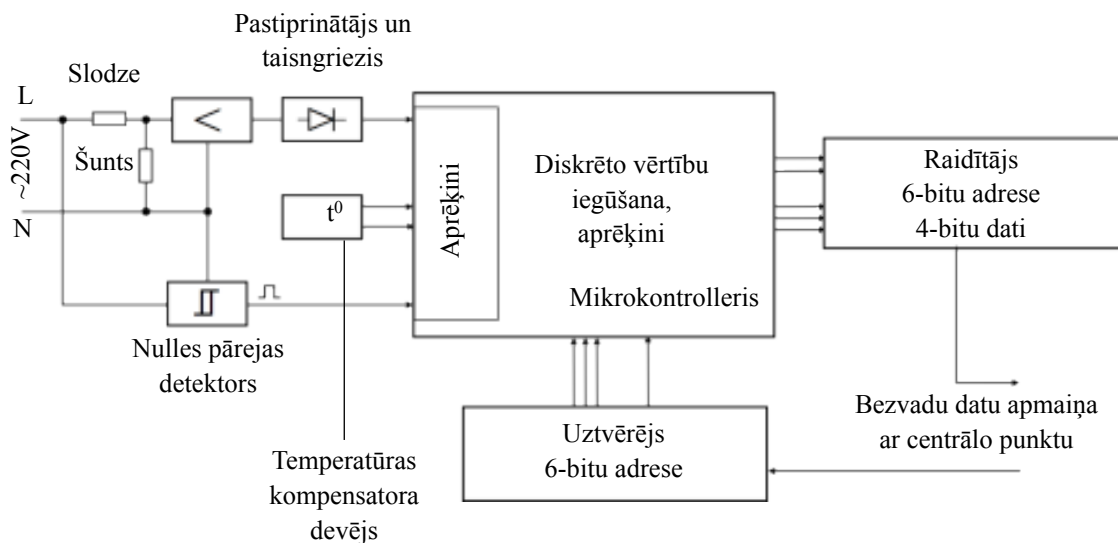 Pastiprinātājs un
taisngriezis
Slodze
L
~220V
Šunts
N
<
t⁰
Aprēķini
Diskrēto vērtību
iegūšana,
aprēķini
Mikrokontrolleris
Raidītājs
6-bitu adrese
4-bitu dati
Nulles pārejas
detektors
Temperatūras
kompensatora
devējs
Uztvērējs
6-bitu adrese
Bezvadu datu apmaiņa
ar centrālo punktu